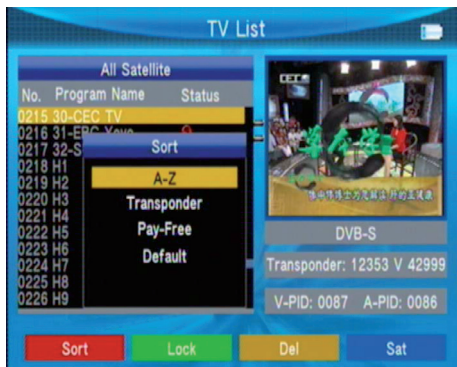 TV List
All Satellite
No. Program Name Status
0215 30-CEC TV
0216 31-ERC Yoyo
0217 32-S
0218 H1
0219 H2
0220 H3
0221 H4
0222 H5
0223 H6
0224 H7
0225 H8
0226 H9
Sort
A-Z
Transponder
Pay-Free
Default
DVB-S
Transponder: 12353 V 42999
V-PID: 0087 A-PID: 0086
Sort Lock Del Sat